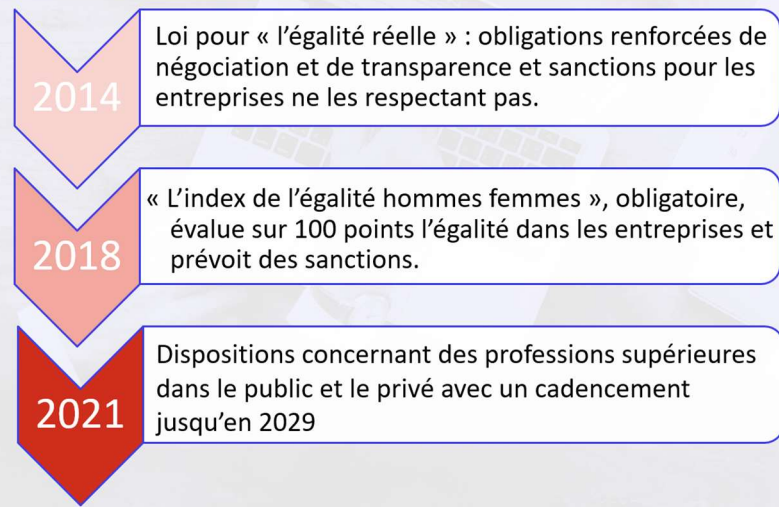 2014
Loi pour « l’égalité réelle » : obligations renforcées de
négociation et de transparence et sanctions pour les
entreprises ne les respectant pas.
2018
« L’index de l’égalité hommes femmes », obligatoire,
évalue sur 100 points l’égalité dans les entreprises et
prévoit des sanctions.
2021
Dispositions concernant des professions supérieures
dans le public et le privé avec un cadencement
jusqu’en 2029